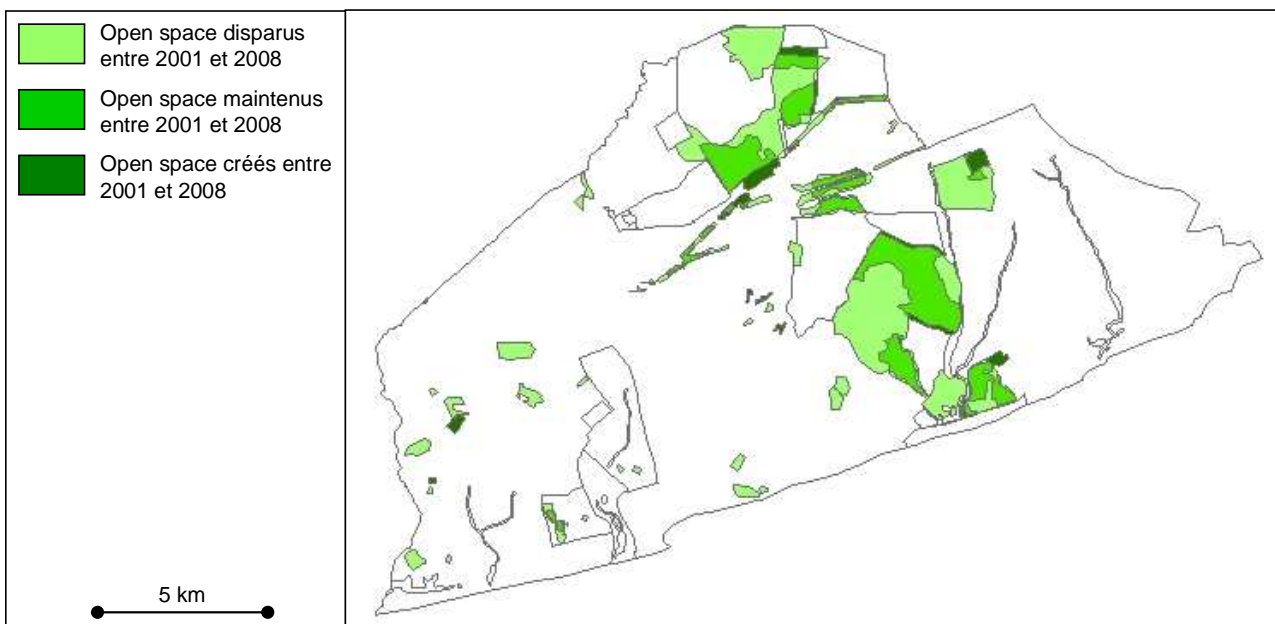 Open space disparus
entre 2001 et 2008
Open space maintenus
entre 2001 et 2008
Open space créés entre
2001 et 2008
5 km